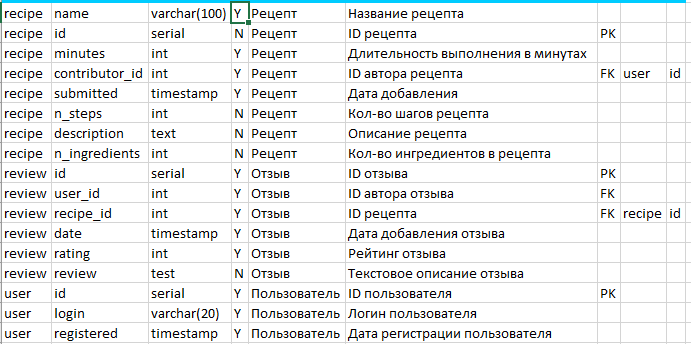 recipe name varchar(100) Y Рецепт Название рецепта
recipe id serial N Рецепт ID рецепта PK
recipe minutes int Y Рецепт Длительность выполнения в минутах
recipe contributor_id int Y Рецепт ID автора рецепта FK user id
recipe submitted timestamp Y Рецепт Дата добавления
recipe n_steps int N Рецепт Кол-во шагов рецепта
recipe description text N Рецепт Описание рецепта
recipe n_ingredients int N Рецепт Кол-во ингредиентов в рецепта
review id serial Y Отзыв ID отзыва PK
review user_id int Y Отзыв ID автора отзыва FK
review recipe_id int Y Отзыв ID рецепта FK recipe id
review date timestamp Y Отзыв Дата добавления отзыва
review rating int Y Отзыв Рейтинг отзыва
review review test N Отзыв Текстовое описание отзыва
user id serial Y Пользователь ID пользователя PK
user login varchar(20) Y Пользователь Логин пользователя
user registered timestamp Y Пользователь Дата регистрации пользователя